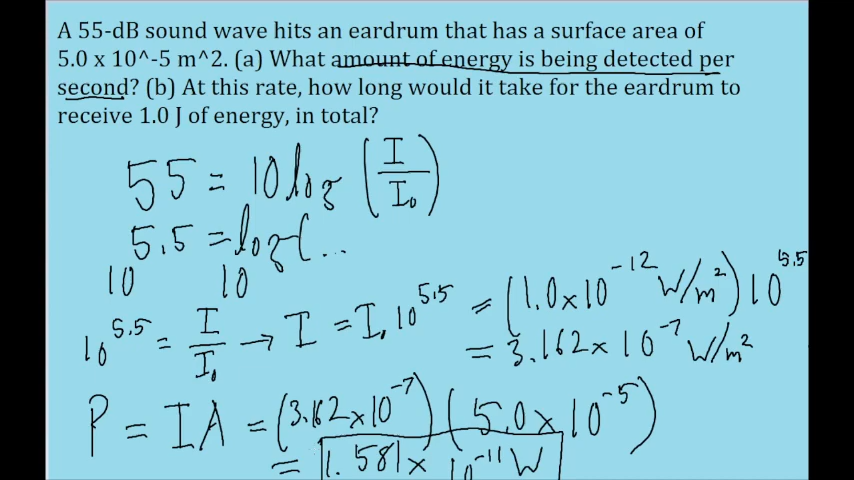 A 55-dB sound wave hits an eardrum that has a surface area of
5.0 x 10^-5 m^2. (a) What amount of energy is being detected per
second? (b) At this rate, how long would it take for the eardrum to
receive 1.0 J of energy, in total?
55 = 10 log (I/I₀)
5.5 = log(...
10 10
10^5.5 = I/I₀ → I = I₀ 10^5.5 = (1.0 x 10^-12 W/m^2) 10^5.5
= 3.162 x 10^-7 W/m^2
P = IA = (3.162 x 10^-7) (5.0 x 10^-5)
= 1.581 x 10^-11 W